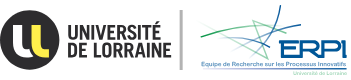 UNIVERSITÉ
DE LORRAINE
ERPI
Equipe de Recherche sur les Processus Innovatifs
Université de Lorraine